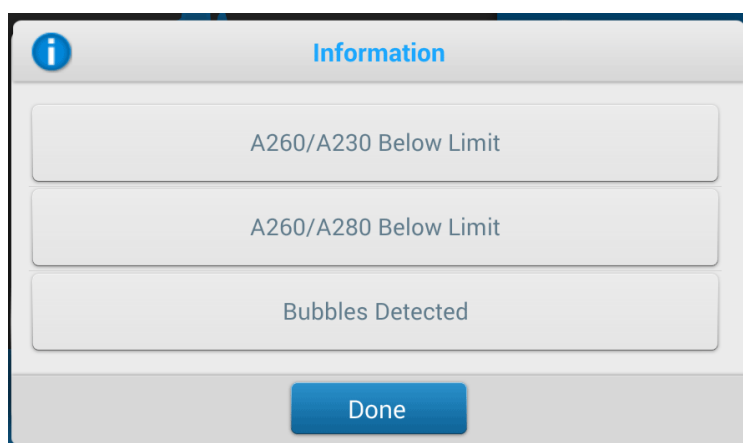 Information
A260/A230 Below Limit
A260/A280 Below Limit
Bubbles Detected
Done